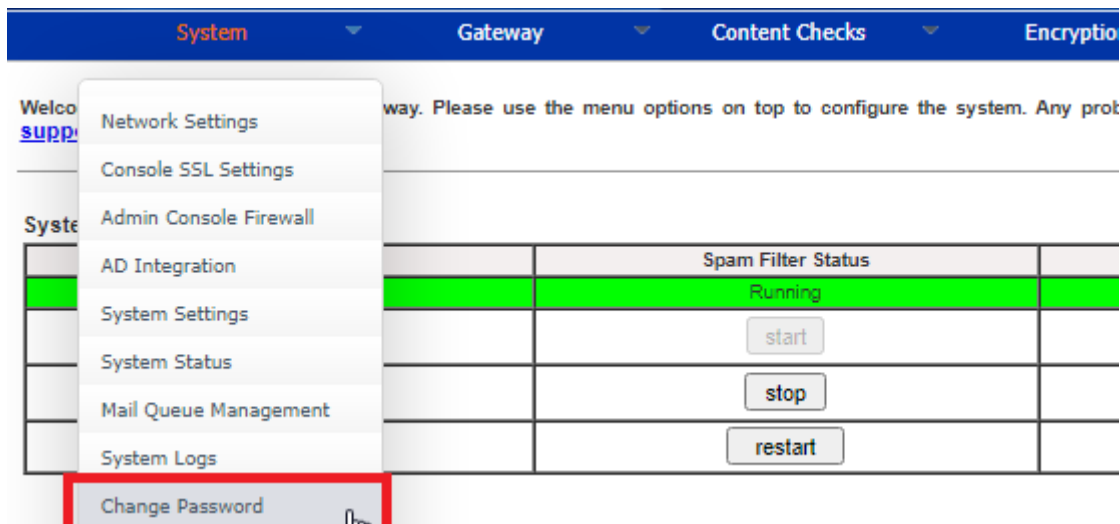 System Gateway Content Checks Encryptio
Welco way. Please use the menu options on top to configure the system. Any prob
supp
Network Settings
Console SSL Settings
Admin Console Firewall
Syste
AD Integration
Spam Filter Status
Running
System Settings
start
System Status
stop
Mail Queue Management
restart
System Logs
Change Password